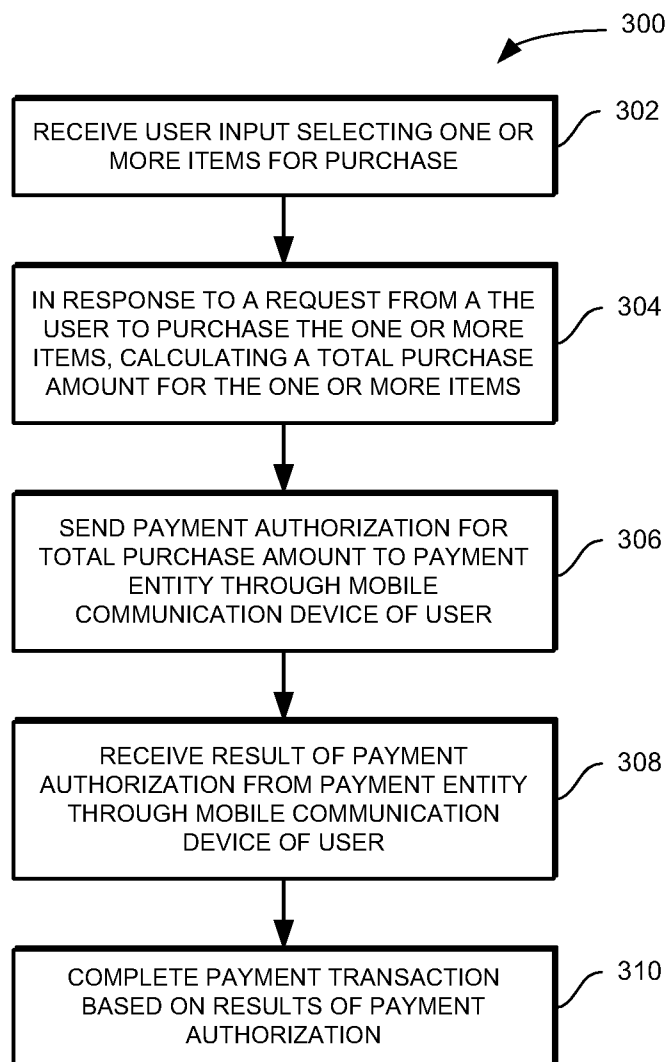 300
RECEIVE USER INPUT SELECTING ONE OR
MORE ITEMS FOR PURCHASE
302
IN RESPONSE TO A REQUEST FROM A THE
USER TO PURCHASE THE ONE OR MORE
ITEMS, CALCULATING A TOTAL PURCHASE
AMOUNT FOR THE ONE OR MORE ITEMS
304
SEND PAYMENT AUTHORIZATION FOR
TOTAL PURCHASE AMOUNT TO PAYMENT
ENTITY THROUGH MOBILE
COMMUNICATION DEVICE OF USER
306
RECEIVE RESULT OF PAYMENT
AUTHORIZATION FROM PAYMENT ENTITY
THROUGH MOBILE COMMUNICATION
DEVICE OF USER
308
COMPLETE PAYMENT TRANSACTION
BASED ON RESULTS OF PAYMENT
AUTHORIZATION
310